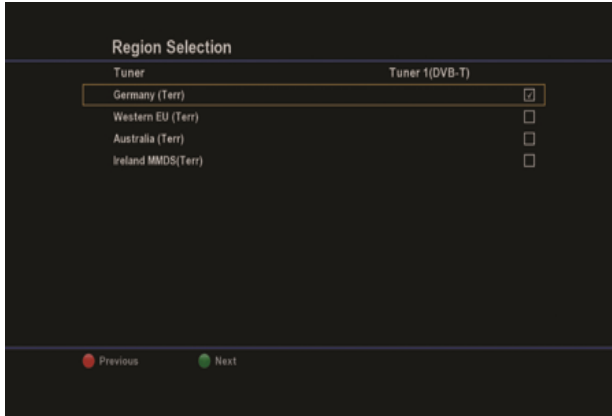 Region Selection
Tuner Tuner 1(DVB-T)
Germany (Terr)
Western EU (Terr)
Australia (Terr)
Ireland MMDS(Terr)
Previous Next